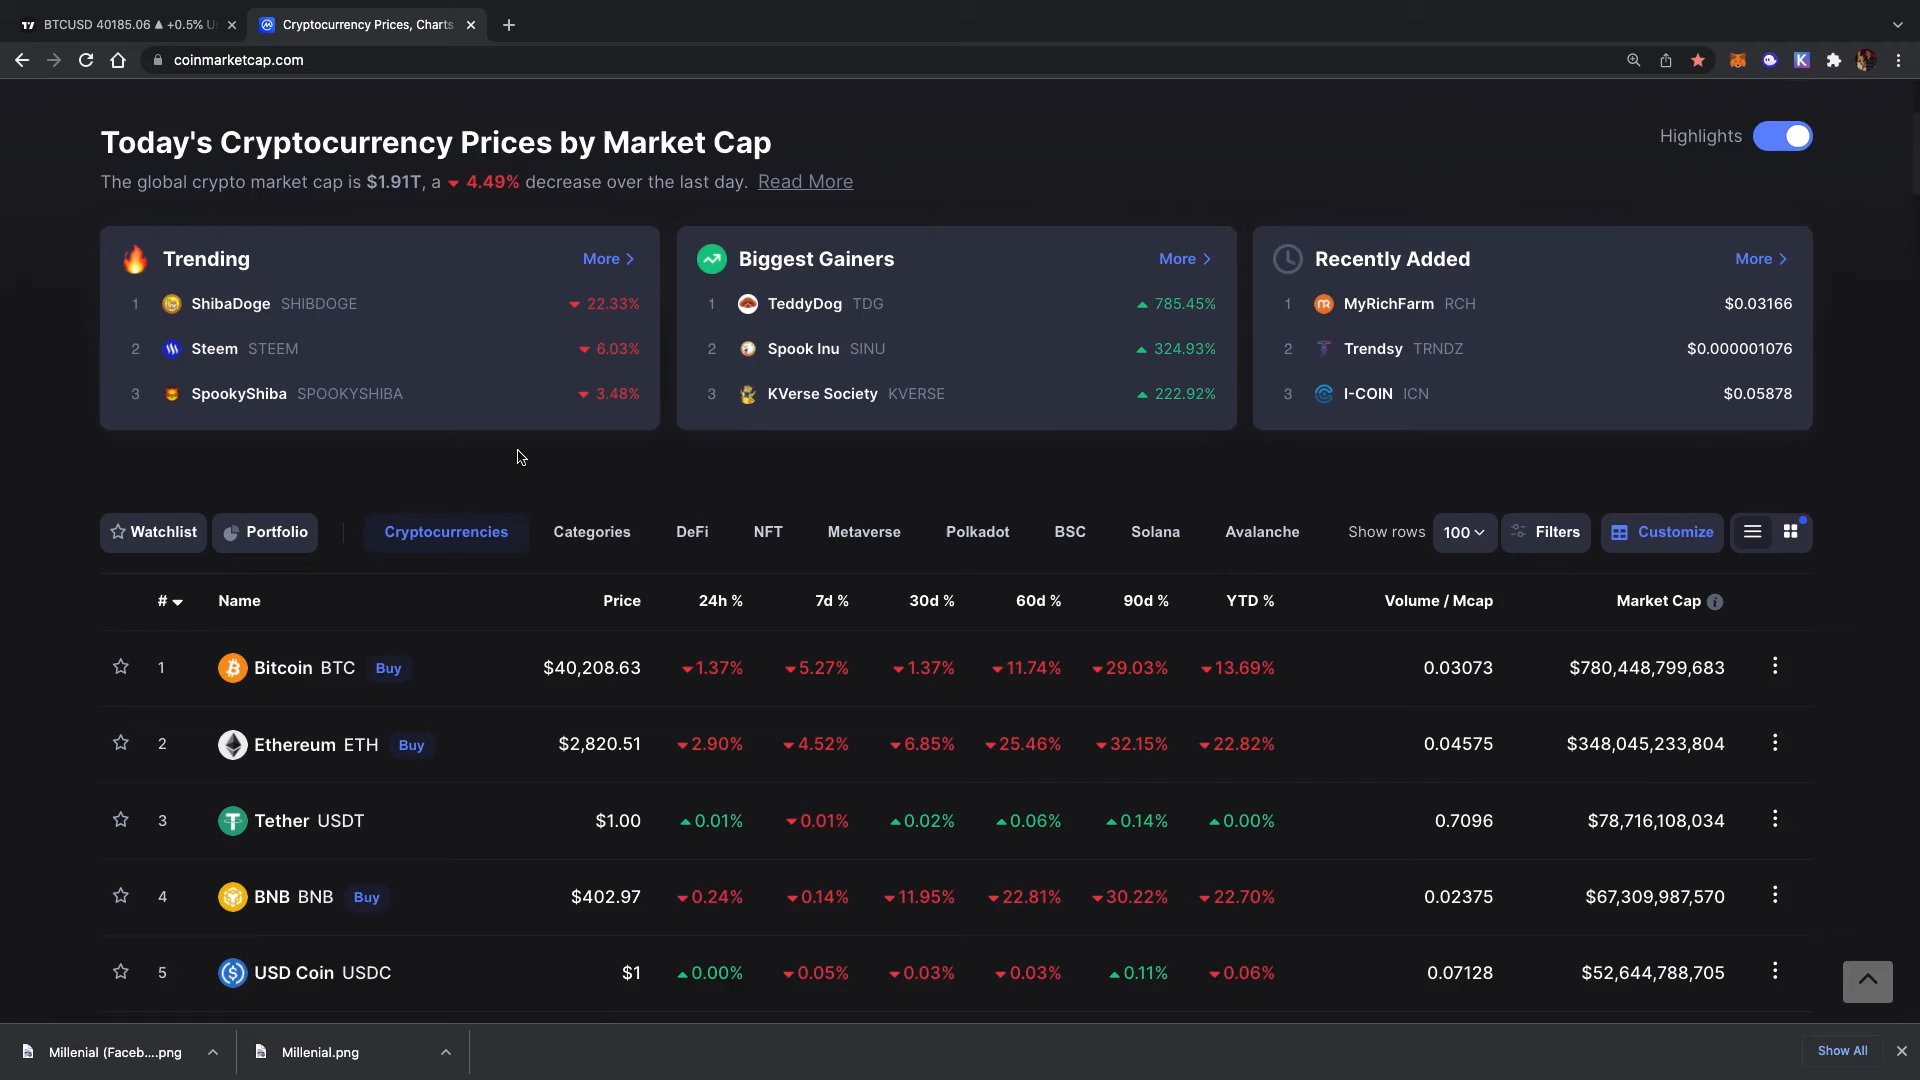 BTCUSD 40185.06 ▲ +0.5%
Cryptocurrency Prices, Charts
coinmarketcap.com
Today's Cryptocurrency Prices by Market Cap
Highlights
The global crypto market cap is $1.91T, a ▼ 4.49% decrease over the last day. Read More
Trending More >
1 ShibaDoge SHIBDOGE ▼ 22.33%
2 Steem STEEM ▼ 6.03%
3 SpookyShiba SPOOKYSHIBA ▼ 3.48%
Biggest Gainers More >
1 TeddyDog TDG ▲ 785.45%
2 Spook Inu SINU ▲ 324.93%
3 KVerse Society KVERSE ▲ 222.92%
Recently Added More >
1 MyRichFarm RCH $0.03166
2 Trendsy TRNDZ $0.000001076
3 I-COIN ICN $0.05878
Watchlist Portfolio Cryptocurrencies Categories DeFi NFT Metaverse Polkadot BSC Solana Avalanche Show rows 100 Filters Customize
# Name Price 24h % 7d % 30d % 60d % 90d % YTD % Volume / Mcap Market Cap
1 Bitcoin BTC Buy $40,208.63 ▼1.37% ▼5.27% ▼1.37% ▼11.74% ▼29.03% ▼13.69% 0.03073 $780,448,799,683
2 Ethereum ETH Buy $2,820.51 ▼2.90% ▼4.52% ▼6.85% ▼25.46% ▼32.15% ▼22.82% 0.04575 $348,045,233,804
3 Tether USDT $1.00 ▲0.01% ▼0.01% ▲0.02% ▲0.06% ▲0.14% ▲0.00% 0.7096 $78,716,108,034
4 BNB BNB Buy $402.97 ▼0.24% ▼0.14% ▼11.95% ▼22.81% ▼30.22% ▼22.70% 0.02375 $67,309,987,570
5 USD Coin USDC $1 ▲0.00% ▼0.05% ▼0.03% ▼0.03% ▲0.11% ▼0.06% 0.07128 $52,644,788,705
Millenial (Faceb....png Millenial.png Show All